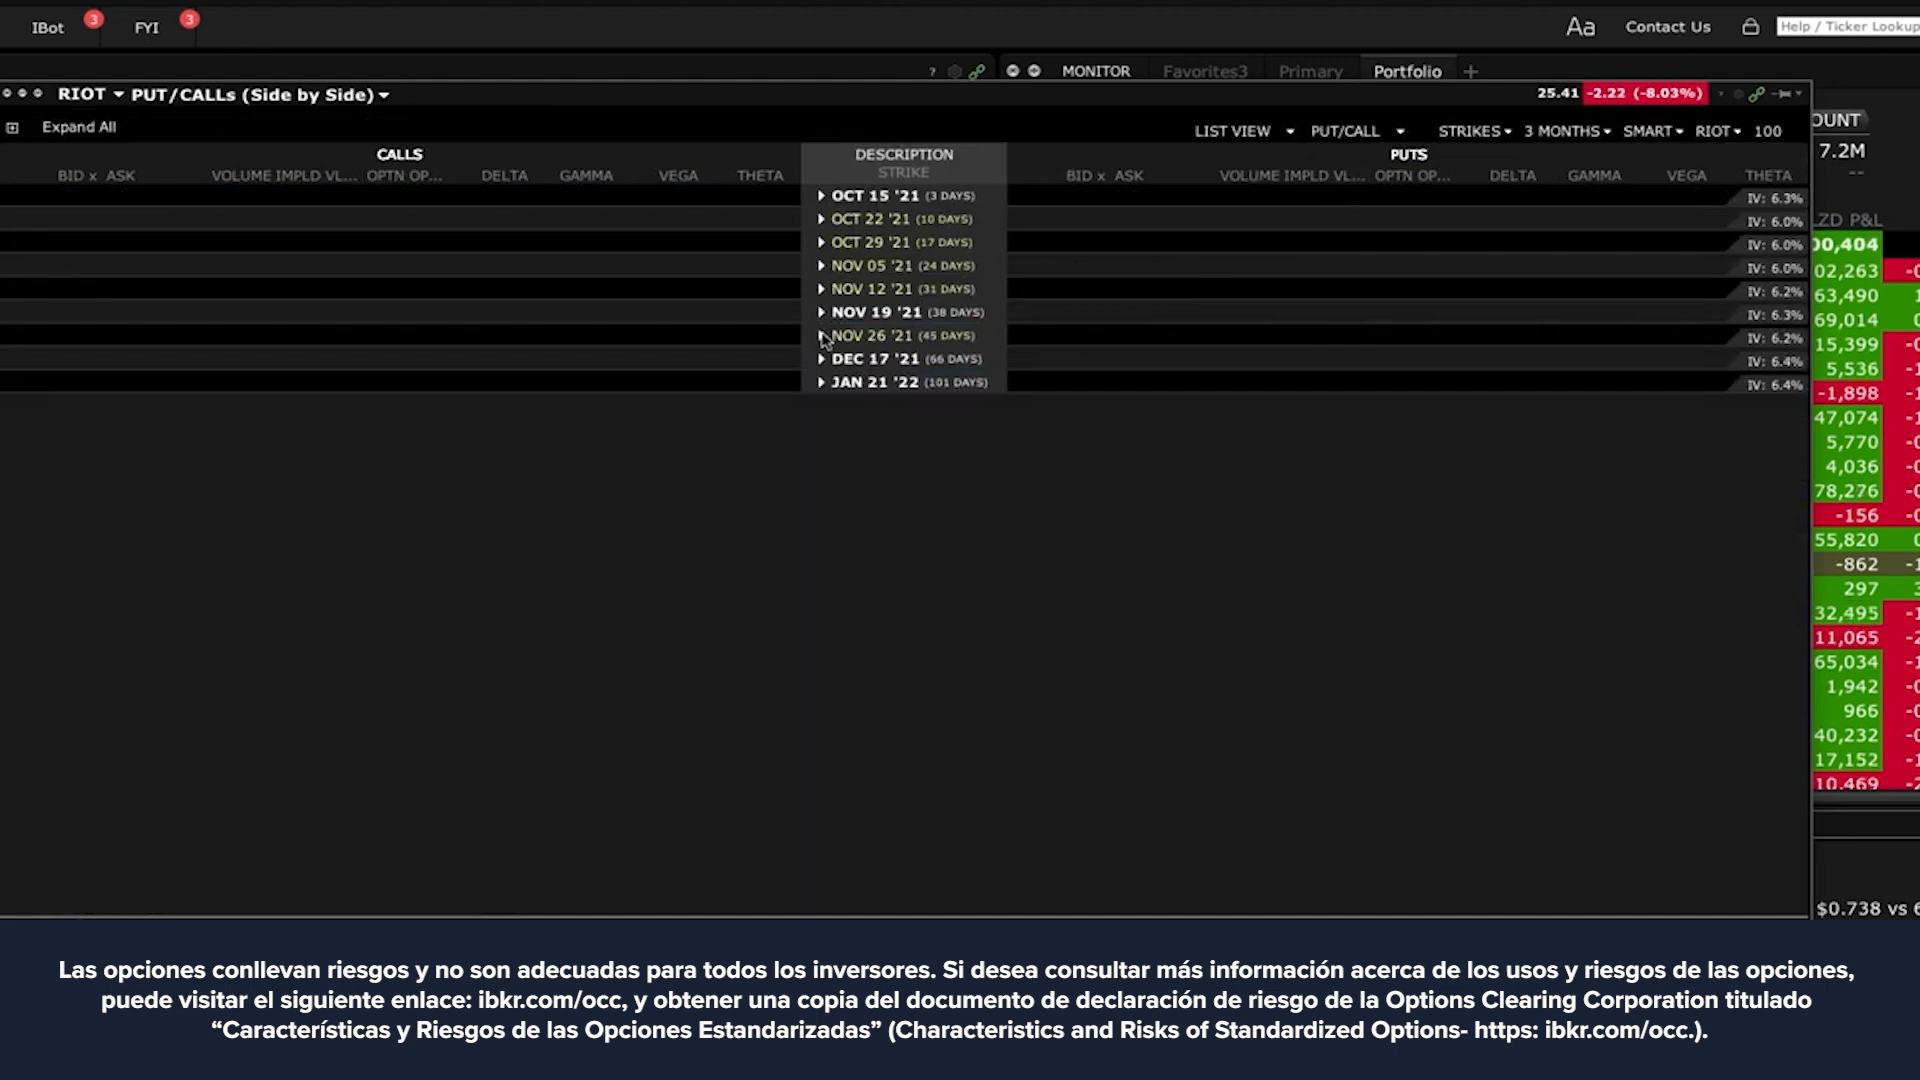 IBot 3 FYI 3 Aa Contact Us Help / Ticker Lookup
? MONITOR Favorites3 Primary Portfolio +
RIOT PUT/CALLs (Side by Side) 25.41 -2.22 (-8.03%)
Expand All LIST VIEW PUT/CALL STRIKES 3 MONTHS SMART RIOT 100
CALLS DESCRIPTION PUTS
BID x ASK VOLUME IMPLD VL... OPTN OP... DELTA GAMMA VEGA THETA STRIKE BID x ASK VOLUME IMPLD VL... OPTN OP... DELTA GAMMA VEGA THETA
OCT 15 '21 (3 DAYS) IV: 6.3%
OCT 22 '21 (10 DAYS) IV: 6.0%
OCT 29 '21 (17 DAYS) IV: 6.0%
NOV 05 '21 (24 DAYS) IV: 6.0%
NOV 12 '21 (31 DAYS) IV: 6.2%
NOV 19 '21 (38 DAYS) IV: 6.3%
NOV 26 '21 (45 DAYS) IV: 6.2%
DEC 17 '21 (66 DAYS) IV: 6.4%
JAN 21 '22 (101 DAYS) IV: 6.4%
OUNT
7.2M
--
ZD P&L
00,404
02,263
63,490
69,014
15,399
5,536
-1,898
47,074
5,770
4,036
78,276
-156
55,820
-862
297
32,495
11,065
65,034
1,942
966
40,232
17,152
10.469
$0.738 vs
Las opciones conllevan riesgos y no son adecuadas para todos los inversores. Si desea consultar más información acerca de los usos y riesgos de las opciones,
puede visitar el siguiente enlace: ibkr.com/occ, y obtener una copia del documento de declaración de riesgo de la Options Clearing Corporation titulado
“Características y Riesgos de las Opciones Estandarizadas” (Characteristics and Risks of Standardized Options- https: ibkr.com/occ.).